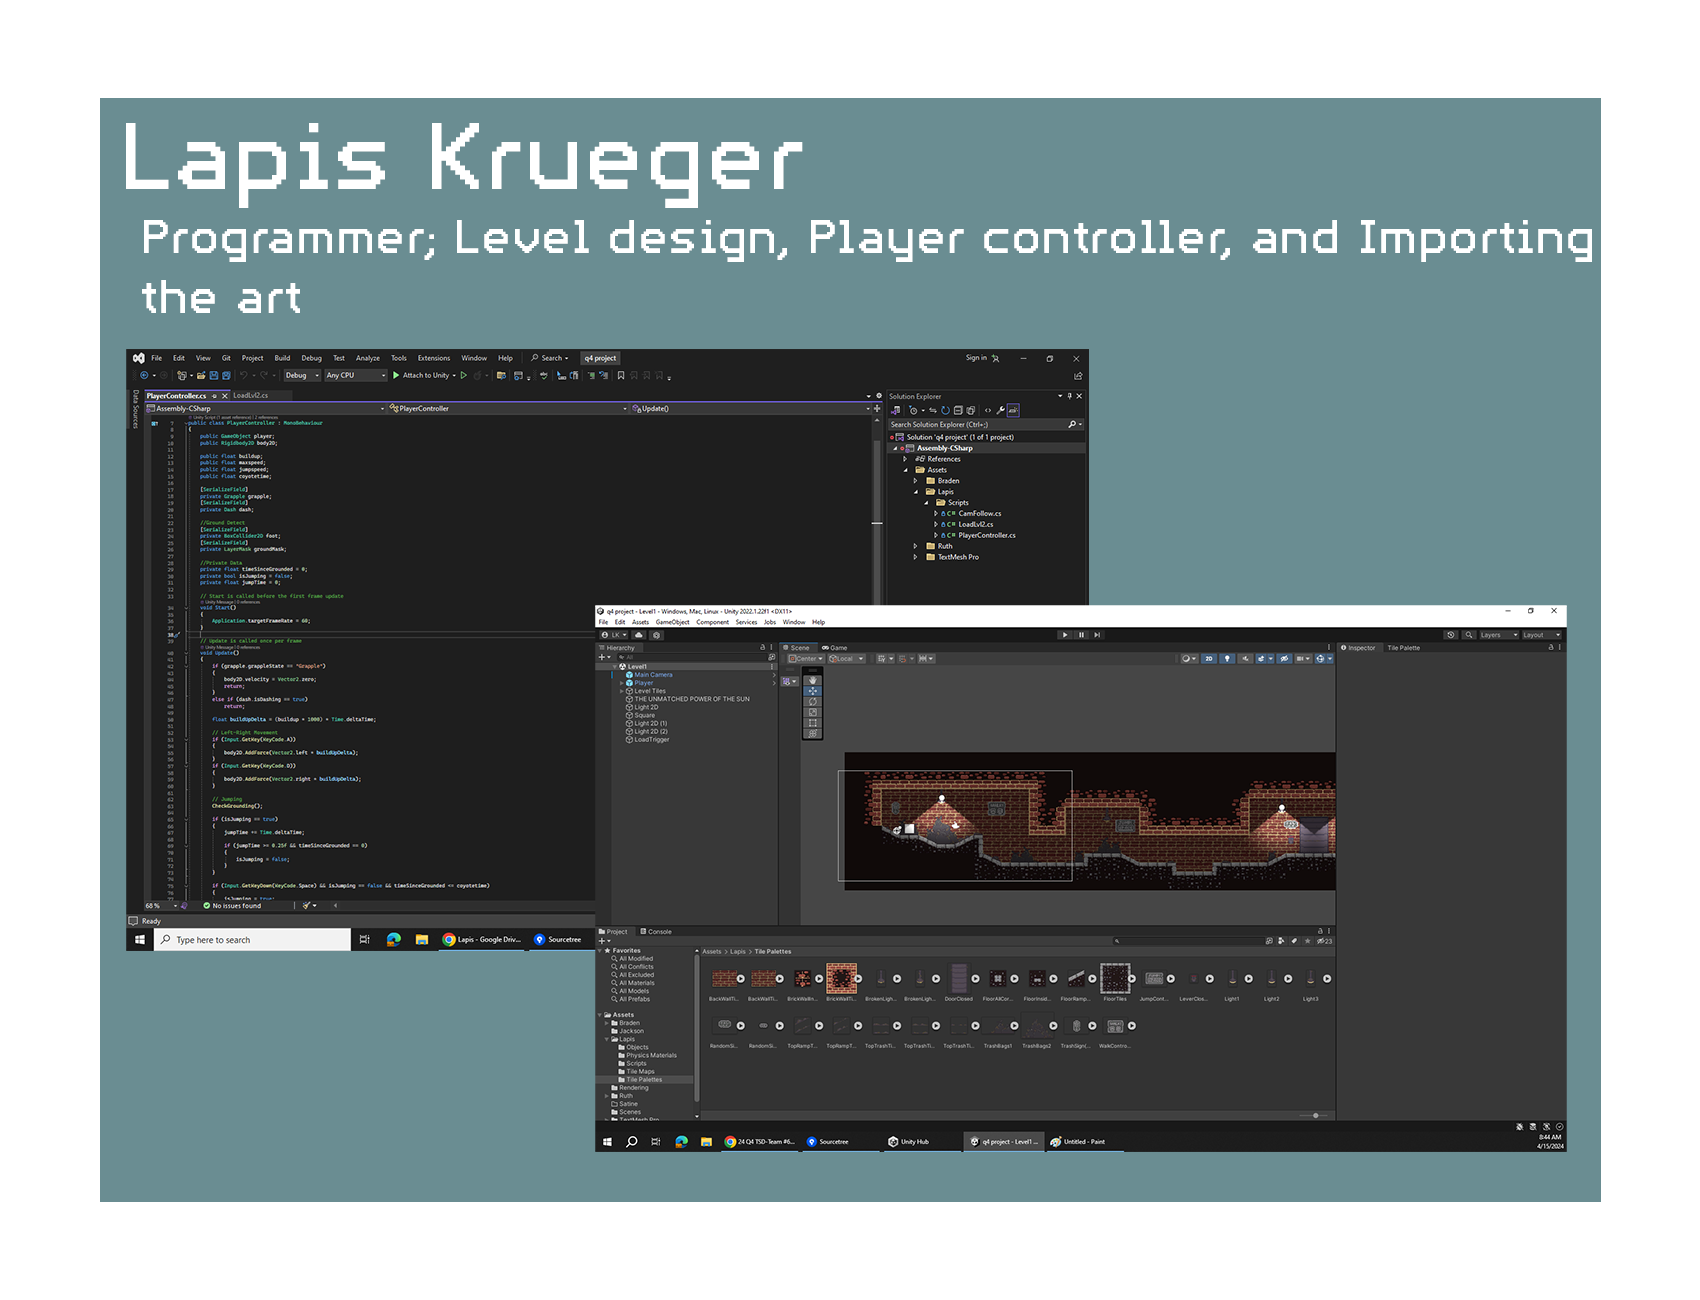 Lapis Krueger
Programmer; Level design, Player controller, and Importing
the art
File Edit View Git Project Build Debug Test Analyze Tools Extensions Window Help Search q4 project Sign in
Debug Any CPU Attach to Unity
Data Sources
PlayerController.cs LoadLvl2.cs
Assembly-CSharp PlayerController Update()
public class PlayerController : MonoBehaviour
{
public GameObject player;
public Rigidbody2D body2D;
public float buildup;
public float maxspeed;
public float jumpspeed;
public float coyotetime;
[SerializeField]
private Grapple grapple;
[SerializeField]
private Dash dash;
//Ground Detect
[SerializeField]
private BoxCollider2D foot;
[SerializeField]
private LayerMask groundMask;
//Private Data
private float timeSinceGrounded = 0;
private bool isJumping = false;
private float jumpTime = 0;
// Start is called before the first frame update
Unity Message | 0 references
void Start()
{
Application.targetFrameRate = 60;
}
// Update is called once per frame
Unity Message | 0 references
void Update()
{
if (grapple.grappleState == "Grapple")
{
body2D.velocity = Vector2.zero;
return;
}
else if (dash.isDashing == true)
return;
float buildUpDelta = (buildup * 1000) * Time.deltaTime;
// Left-Right Movement
if (Input.GetKey(KeyCode.A))
{
body2D.AddForce(Vector2.left * buildUpDelta);
}
if (Input.GetKey(KeyCode.D))
{
body2D.AddForce(Vector2.right * buildUpDelta);
}
// Jumping
CheckGrounding();
if (isJumping == true)
{
jumpTime += Time.deltaTime;
if (jumpTime >= 0.25f && timeSinceGrounded == 0)
{
isJumping = false;
}
}
if (Input.GetKeyDown(KeyCode.Space) && isJumping == false && timeSinceGrounded <= coyotetime)
{
isJumping = true;
68 % No issues found
Ready
Type here to search Lapis - Google Driv... Sourcetree
Solution Explorer
Search Solution Explorer (Ctrl+;)
Solution 'q4 project' (1 of 1 project)
Assembly-CSharp
References
Assets
Braden
Lapis
Scripts
CamFollow.cs
LoadLvl2.cs
PlayerController.cs
Ruth
TextMesh Pro
q4 project - Level1 - Windows, Mac, Linux - Unity 2022.1.22f1 <DX11>
File Edit Assets GameObject Component Services Jobs Window Help
LK Layers Layout
Hierarchy Scene Game Inspector Tile Palette
All Center Local 2D
Level1
Main Camera
Player
Level Tiles
THE UNMATCHED POWER OF THE SUN
Light 2D
Square
Light 2D (1)
Light 2D (2)
LoadTrigger
Project Console
23
Favorites
All Modified
All Conflicts
All Excluded
All Materials
All Models
All Prefabs
Assets
Braden
Jackson
Lapis
Objects
Physics Materials
Scripts
Tile Maps
Tile Palettes
Rendering
Ruth
Satine
Scenes
TextMesh Pro
Assets > Lapis > Tile Palettes
BackWallTi... BackWallTi... BrickWallIn... BrickWallTi... BrokenLigh... BrokenLigh... DoorClosed FloorAllCor... FloorInsid... FloorRamp... FloorTiles JumpCont... LeverClos... Light1 Light2 Light3
RandomSi... RandomSi... TopRampT... TopRampT... TopTrashTi... TopTrashTi... TopTrashTi... TrashBags1 TrashBags2 TrashSign(... WalkContro...
24 Q4 TSD-Team #6... Sourcetree Unity Hub q4 project - Level1 ... Untitled - Paint
8:44 AM
4/15/2024